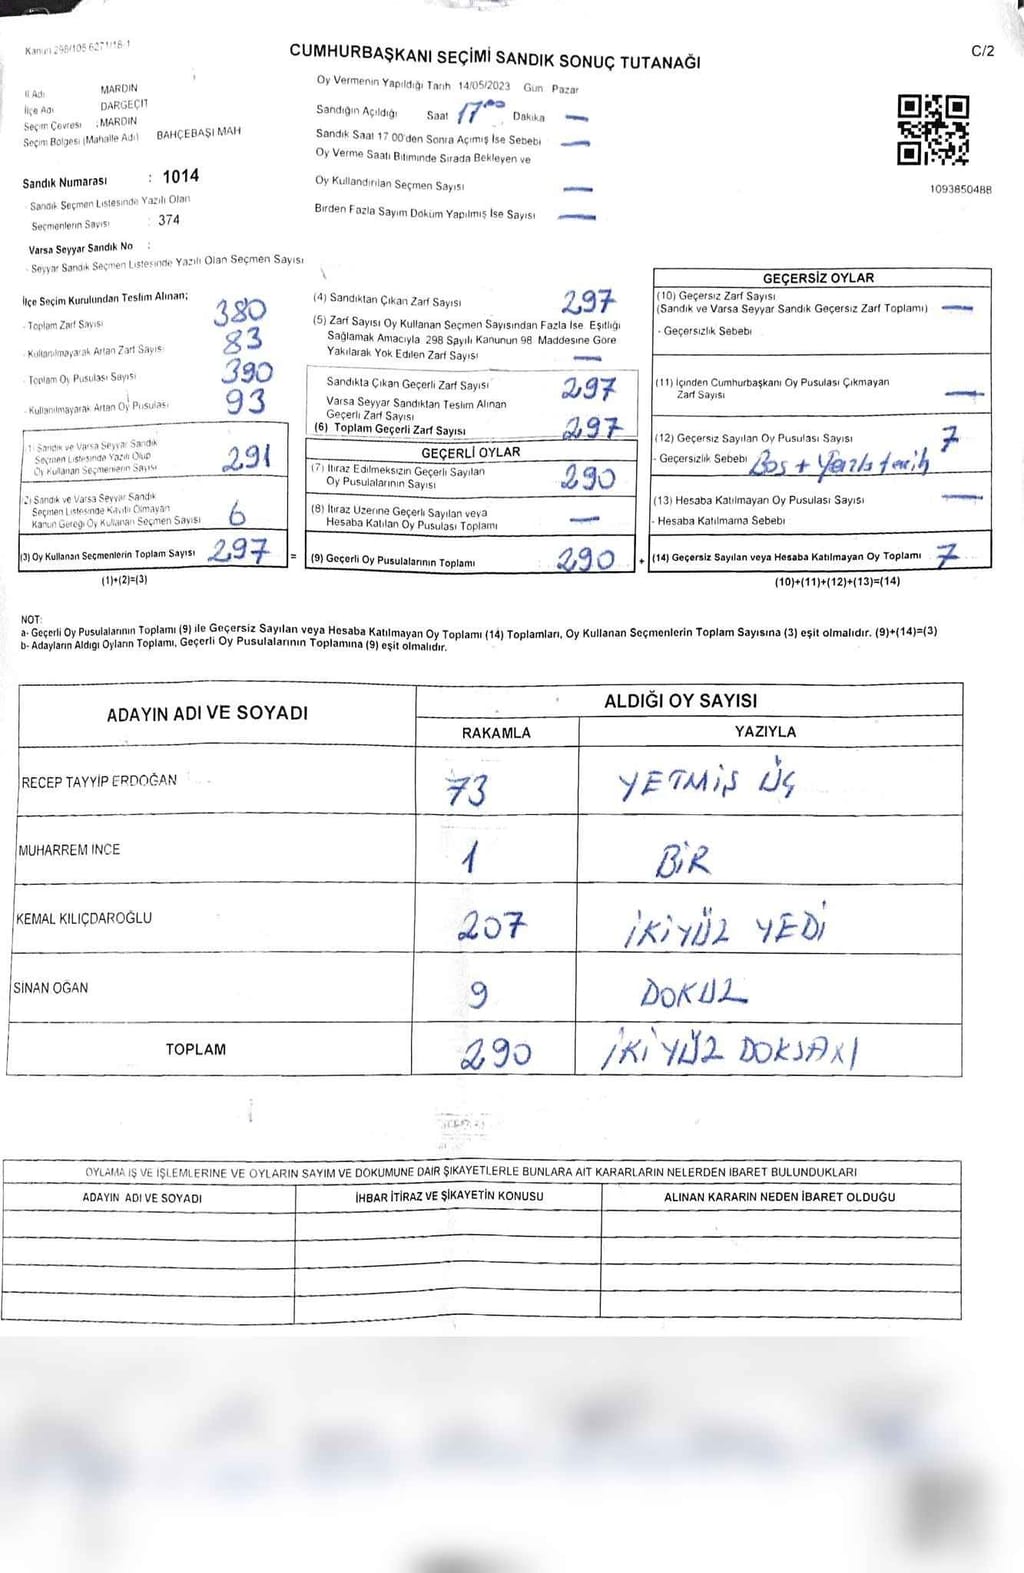 Kanun 298/105 6271/18-1
CUMHURBAŞKANI SEÇİMİ SANDIK SONUÇ TUTANAĞI
C/2
İl Adı MARDİN
İlçe Adı DARGEÇİT
Seçim Çevresi : MARDİN
Seçim Bölgesi (Mahalle Adı) BAHÇEBAŞI MAH
Sandık Numarası : 1014
Sandık Seçmen Listesinde Yazılı Olan
Seçmenlerin Sayısı : 374
Varsa Seyyar Sandık No :
- Seyyar Sandık Seçmen Listesinde Yazılı Olan Seçmen Sayısı
Oy Vermenin Yapıldığı Tarih 14/05/2023 Gün Pazar
Sandığın Açıldığı Saat 17:00 Dakika —
Sandık Saat 17 00'den Sonra Açımış İse Sebebi —
Oy Verme Saati Bitiminde Sırada Bekleyen ve
Oy Kullandırılan Seçmen Sayısı —
Birden Fazla Sayım Döküm Yapılmış İse Sayısı —
1093850488
İlçe Seçim Kurulundan Teslim Alınan;
- Toplam Zarf Sayısı 380
- Kullanılmayarak Artan Zarf Sayısı 83
- Toplam Oy Pusulası Sayısı 390
- Kullanılmayarak Artan Oy Pusulası 93
1) Sandık ve Varsa Seyyar Sandık
Seçmen Listesinde Yazılı Olup
Oy Kullanan Seçmenlerin Sayısı 291
2) Sandık ve Varsa Seyyar Sandık
Seçmen Listesinde Kayıtlı Olmayan
Kanun Gereği Oy Kullanan Seçmen Sayısı 6
(3) Oy Kullanan Seçmenlerin Toplam Sayısı 297 =
(1)+(2)=(3)
(4) Sandıktan Çıkan Zarf Sayısı 297
(5) Zarf Sayısı Oy Kullanan Seçmen Sayısından Fazla İse Eşitliği
Sağlamak Amacıyla 298 Sayılı Kanunun 98 Maddesine Göre
Yakılarak Yok Edilen Zarf Sayısı —
Sandıkta Çıkan Geçerli Zarf Sayısı 297
Varsa Seyyar Sandıktan Teslim Alınan
Geçerli Zarf Sayısı
(6) Toplam Geçerli Zarf Sayısı 297
GEÇERLİ OYLAR
(7) İtiraz Edilmeksizin Geçerli Sayılan
Oy Pusulalarının Sayısı 290
(8) İtiraz Üzerine Geçerli Sayılan veya
Hesaba Katılan Oy Pusulası Toplamı —
(9) Geçerli Oy Pusulalarının Toplamı 290 +
GEÇERSİZ OYLAR
(10) Geçersiz Zarf Sayısı
(Sandık ve Varsa Seyyar Sandık Geçersiz Zarf Toplamı) —
- Geçersizlik Sebebi
(11) İçinden Cumhurbaşkanı Oy Pusulası Çıkmayan
Zarf Sayısı —
(12) Geçersiz Sayılan Oy Pusulası Sayısı 7
- Geçersizlik Sebebi Boş +
(13) Hesaba Katılmayan Oy Pusulası Sayısı —
- Hesaba Katılmama Sebebi
(14) Geçersiz Sayılan veya Hesaba Katılmayan Oy Toplamı 7
(10)+(11)+(12)+(13)=(14)
NOT:
a- Geçerli Oy Pusulalarının Toplamı (9) ile Geçersiz Sayılan veya Hesaba Katılmayan Oy Toplamı (14) Toplamları, Oy Kullanan Seçmenlerin Toplam Sayısına (3) eşit olmalıdır. (9)+(14)=(3)
b- Adayların Aldığı Oyların Toplamı, Geçerli Oy Pusulalarının Toplamına (9) eşit olmalıdır.
ADAYIN ADI VE SOYADI ALDIĞI OY SAYISI
RAKAMLA YAZIYLA
RECEP TAYYİP ERDOĞAN 73 YETMİŞ ÜÇ
MUHARREM İNCE 1 BİR
KEMAL KILIÇDAROĞLU 207 İKİYÜZ YEDİ
SİNAN OĞAN 9 DOKUZ
TOPLAM 290 İKİ YÜZ DOKSAN
OYLAMA İŞ VE İŞLEMLERİNE VE OYLARIN SAYIM VE DÖKÜMÜNE DAİR ŞİKAYETLERLE BUNLARA AİT KARARLARIN NELERDEN İBARET BULUNDUKLARI
ADAYIN ADI VE SOYADI İHBAR İTİRAZ VE ŞİKAYETİN KONUSU ALINAN KARARIN NEDEN İBARET OLDUĞU